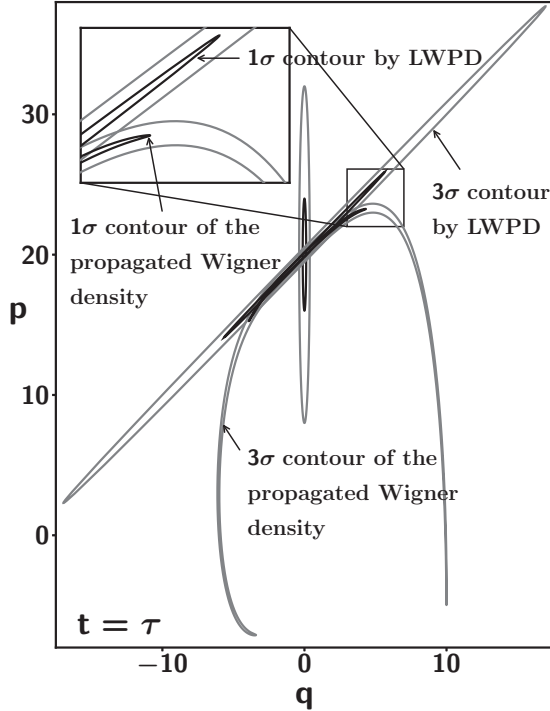 1σ contour by LWPD
30
3σ contour
by LWPD
1σ contour of the
propagated Wigner
density
20
p
10
3σ contour of the
propagated Wigner
density
0
t = τ
−10
0
10
q